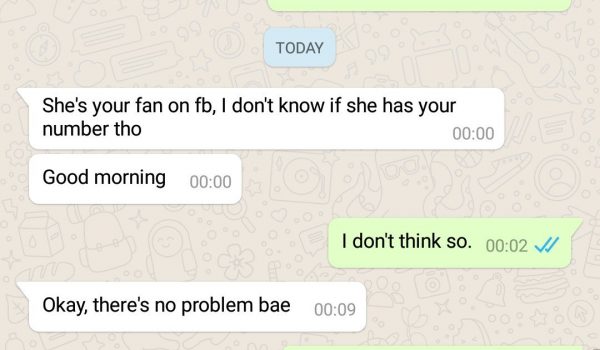 TODAY
She's your fan on fb, I don't know if she has your
number tho
00:00
Good morning 00:00
I don't think so. 00:02
Okay, there's no problem bae 00:09